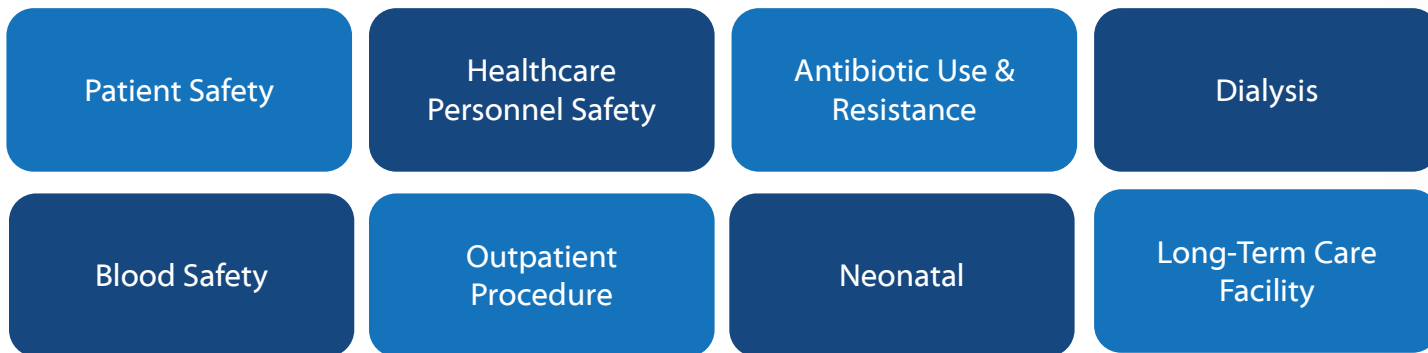 Patient Safety
Healthcare
Personnel Safety
Antibiotic Use &
Resistance
Dialysis
Blood Safety
Outpatient
Procedure
Neonatal
Long-Term Care
Facility